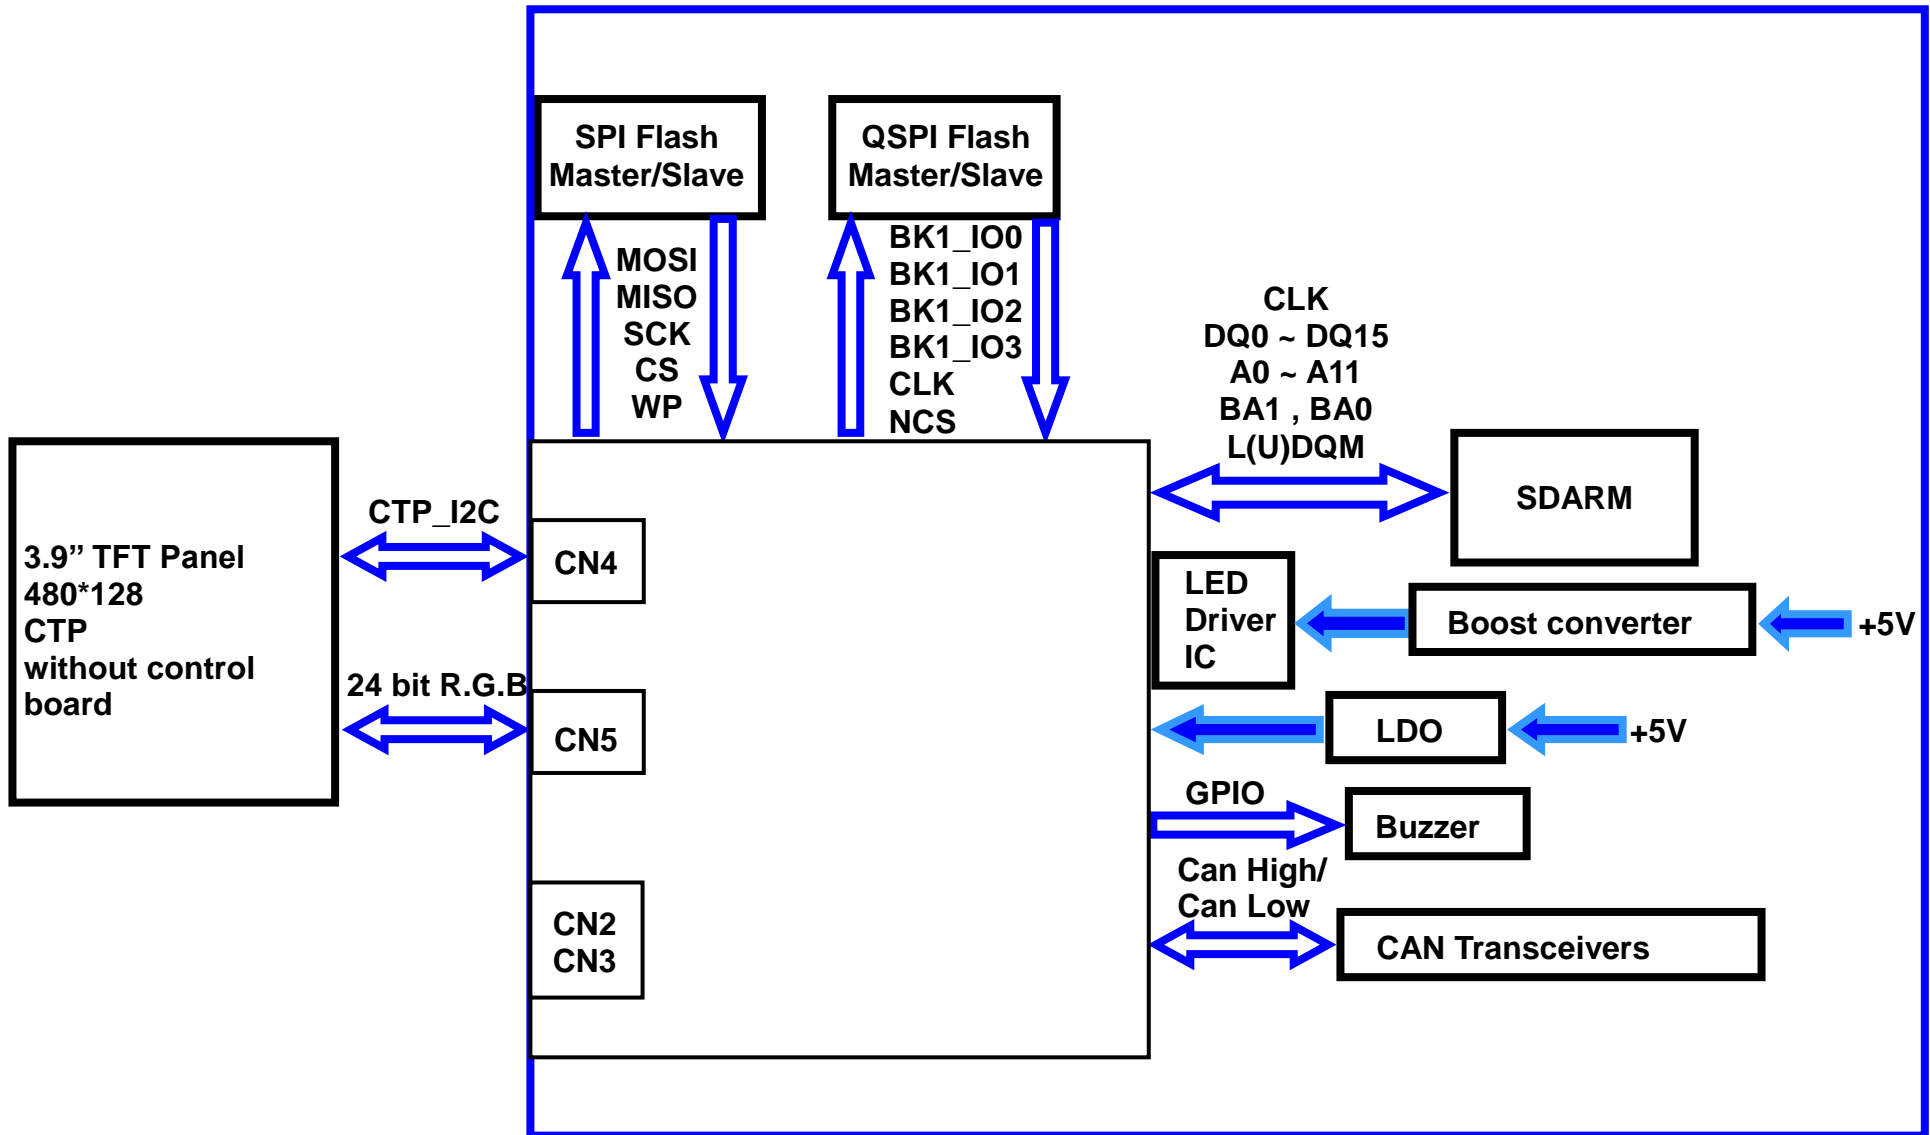 SPI Flash
Master/Slave
QSPI Flash
Master/Slave
MOSI
MISO
SCK
CS
WP
BK1_IO0
BK1_IO1
BK1_IO2
BK1_IO3
CLK
NCS
CLK
DQ0 ~ DQ15
A0 ~ A11
BA1 , BA0
L(U)DQM
SDARM
3.9” TFT Panel
480*128
CTP
without control
board
CTP_I2C
CN4
24 bit R.G.B
CN5
CN2
CN3
LED
Driver
IC
Boost converter
+5V
LDO
+5V
GPIO
Buzzer
Can High/
Can Low
CAN Transceivers